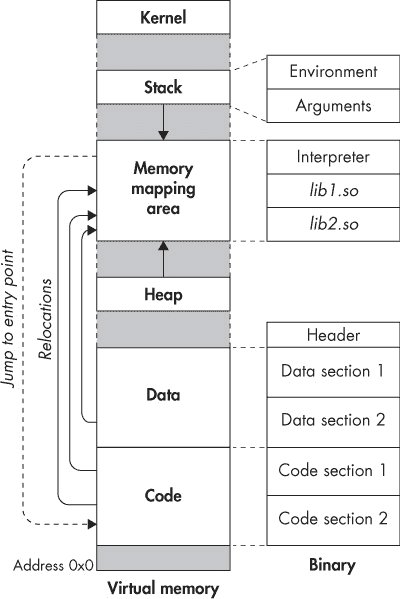 Kernel
Stack
Environment
Arguments
Memory
mapping
area
Interpreter
lib1.so
lib2.so
Jump to entry point
Relocations
Heap
Header
Data section 1
Data
Data section 2
Code section 1
Code
Code section 2
Address 0x0
Virtual memory
Binary